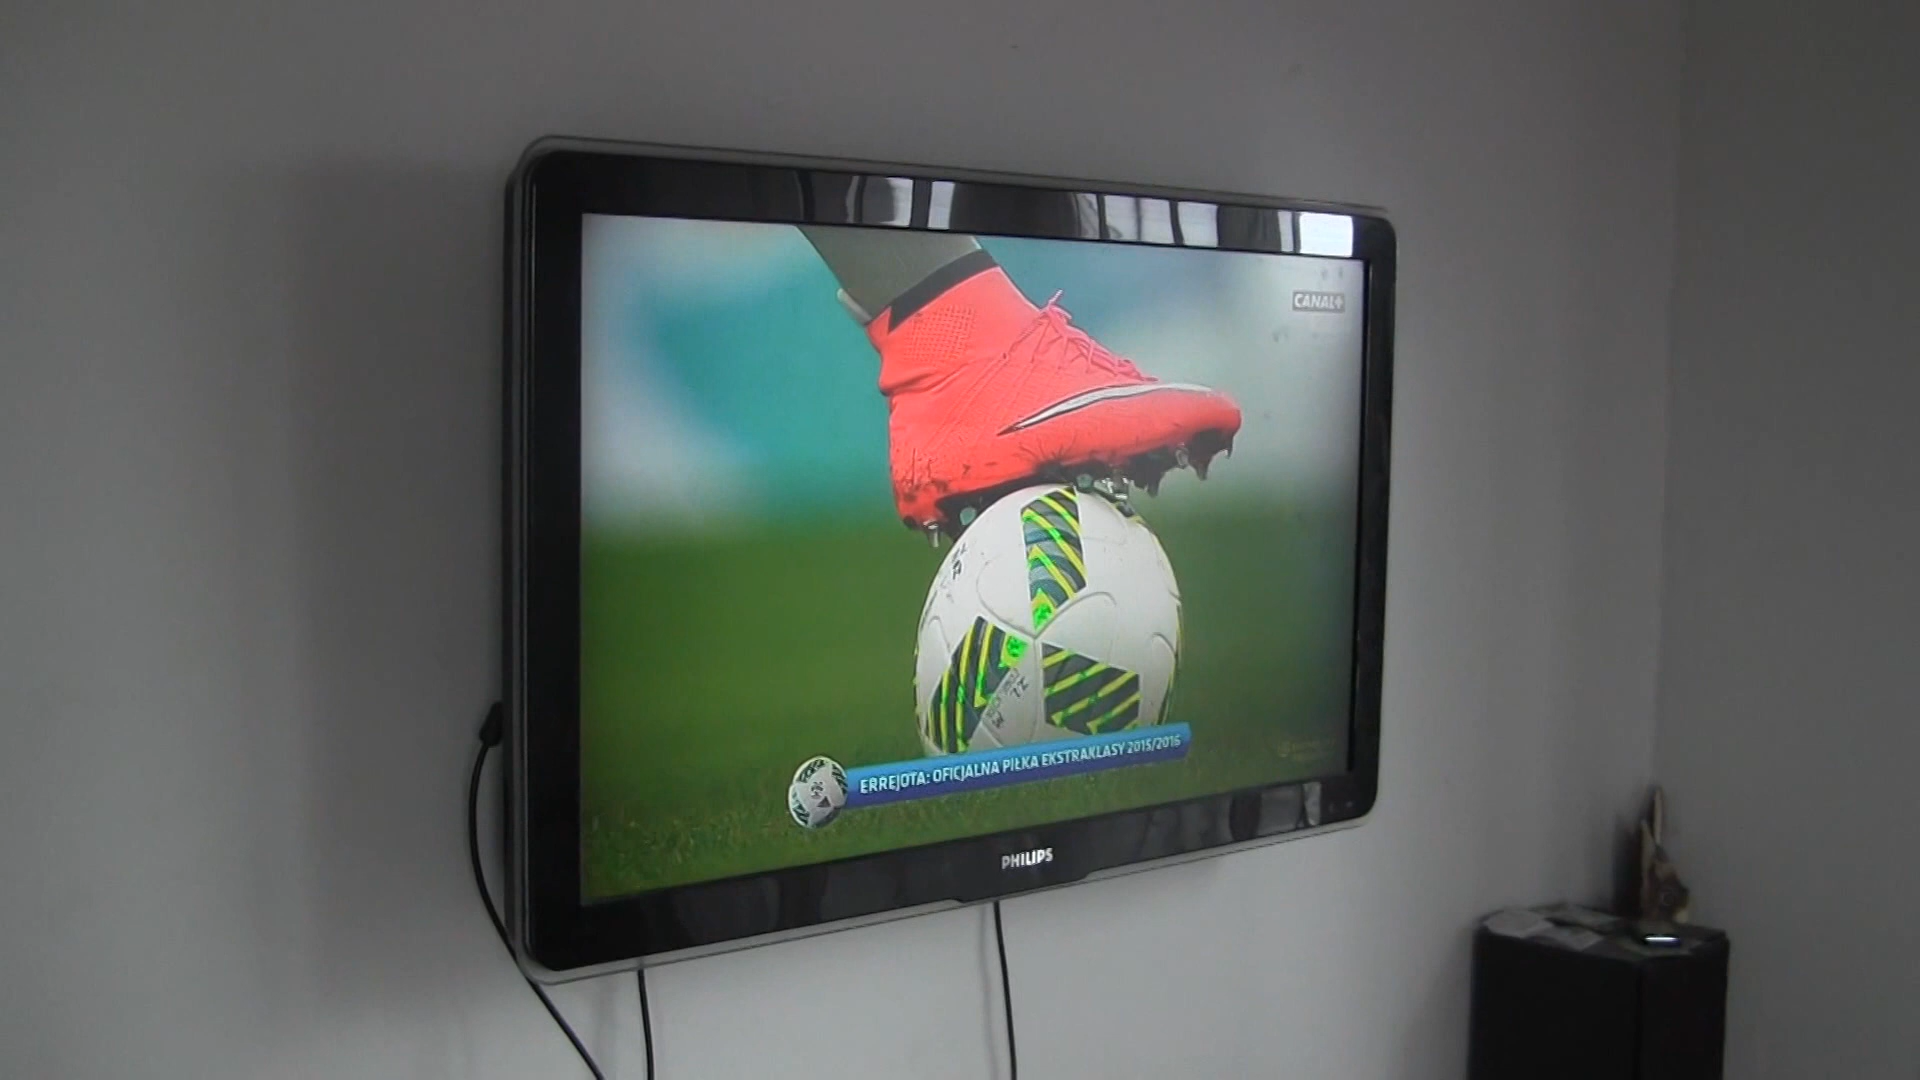 CANAL+
ERREJOTA: OFICJALNA PIŁKA EKSTRAKLASY 2015/2016
PHILIPS